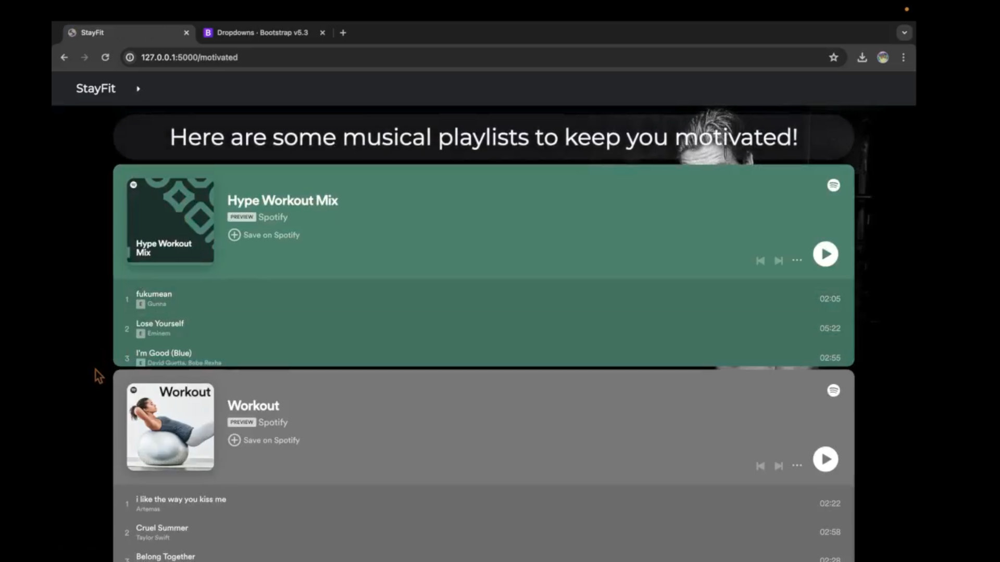 StayFit
Dropdowns · Bootstrap v5.3
127.0.0.1:5000/motivated
StayFit
Here are some musical playlists to keep you motivated!
Hype Workout
Mix
Hype Workout Mix
PREVIEW Spotify
Save on Spotify
1 fukumean 02:05
E Gunna
2 Lose Yourself 05:22
E Eminem
3 I'm Good (Blue) 02:55
E David Guetta, Bebe Rexha
Workout
Workout
PREVIEW Spotify
Save on Spotify
1 i like the way you kiss me 02:22
Artemas
2 Cruel Summer 02:58
Taylor Swift
3 Belong Together 02:28